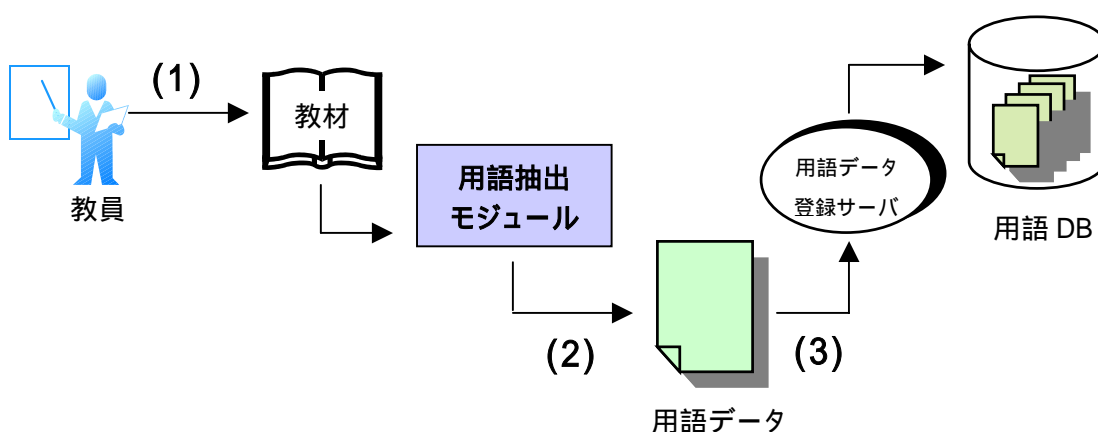 (1)
教材
教員
用語抽出
モジュール
(2)
用語データ
(3)
用語データ
登録サーバ
用語 DB